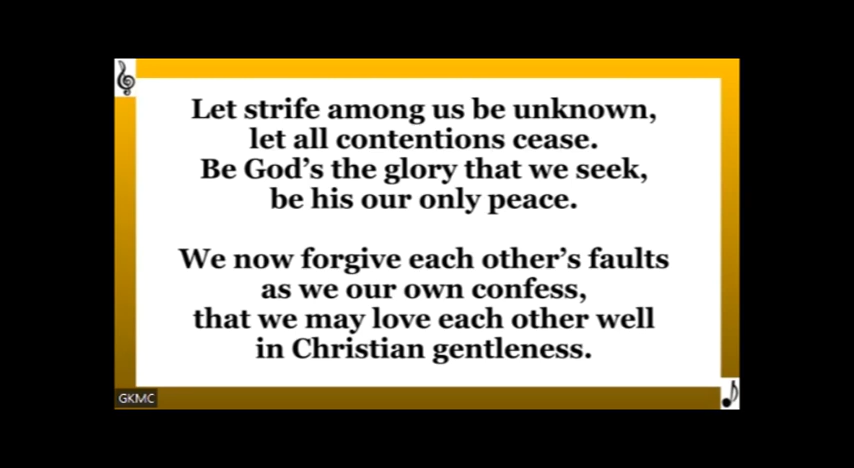 Let strife among us be unknown,
let all contentions cease.
Be God’s the glory that we seek,
be his our only peace.
We now forgive each other’s faults
as we our own confess,
that we may love each other well
in Christian gentleness.
GKMC